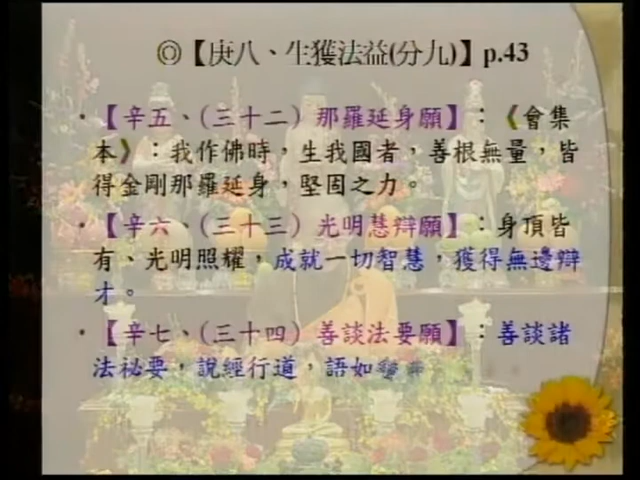 ◎【庚八、生獲法益(分九)】p.43
•【辛五、(三十二) 那羅延身願】:《會集
本》:我作佛時，生我國者，善根無量，皆
得金剛那羅延身，堅固之力。
•【辛六、(三十三) 光明慧辯願】:身頂皆
有、光明照耀，成就一切智慧，獲得無邊辯
才。
•【辛七、(三十四) 善談法要願】:善談諸
法祕要，說經行道，語如